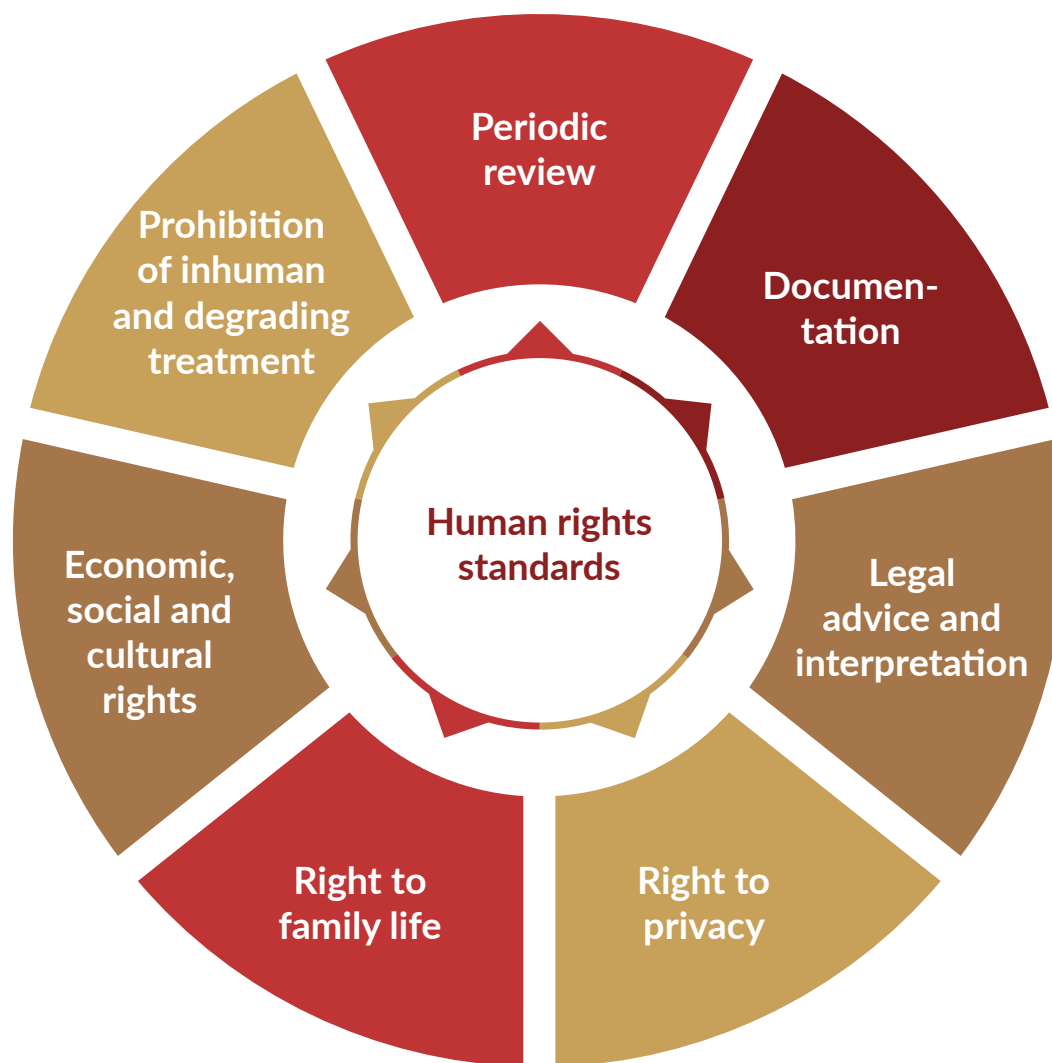 Periodic
review
Documen-
tation
Legal
advice and
interpretation
Right to
privacy
Right to
family life
Economic,
social and
cultural
rights
Prohibition
of inhuman
and degrading
treatment
Human rights
standards